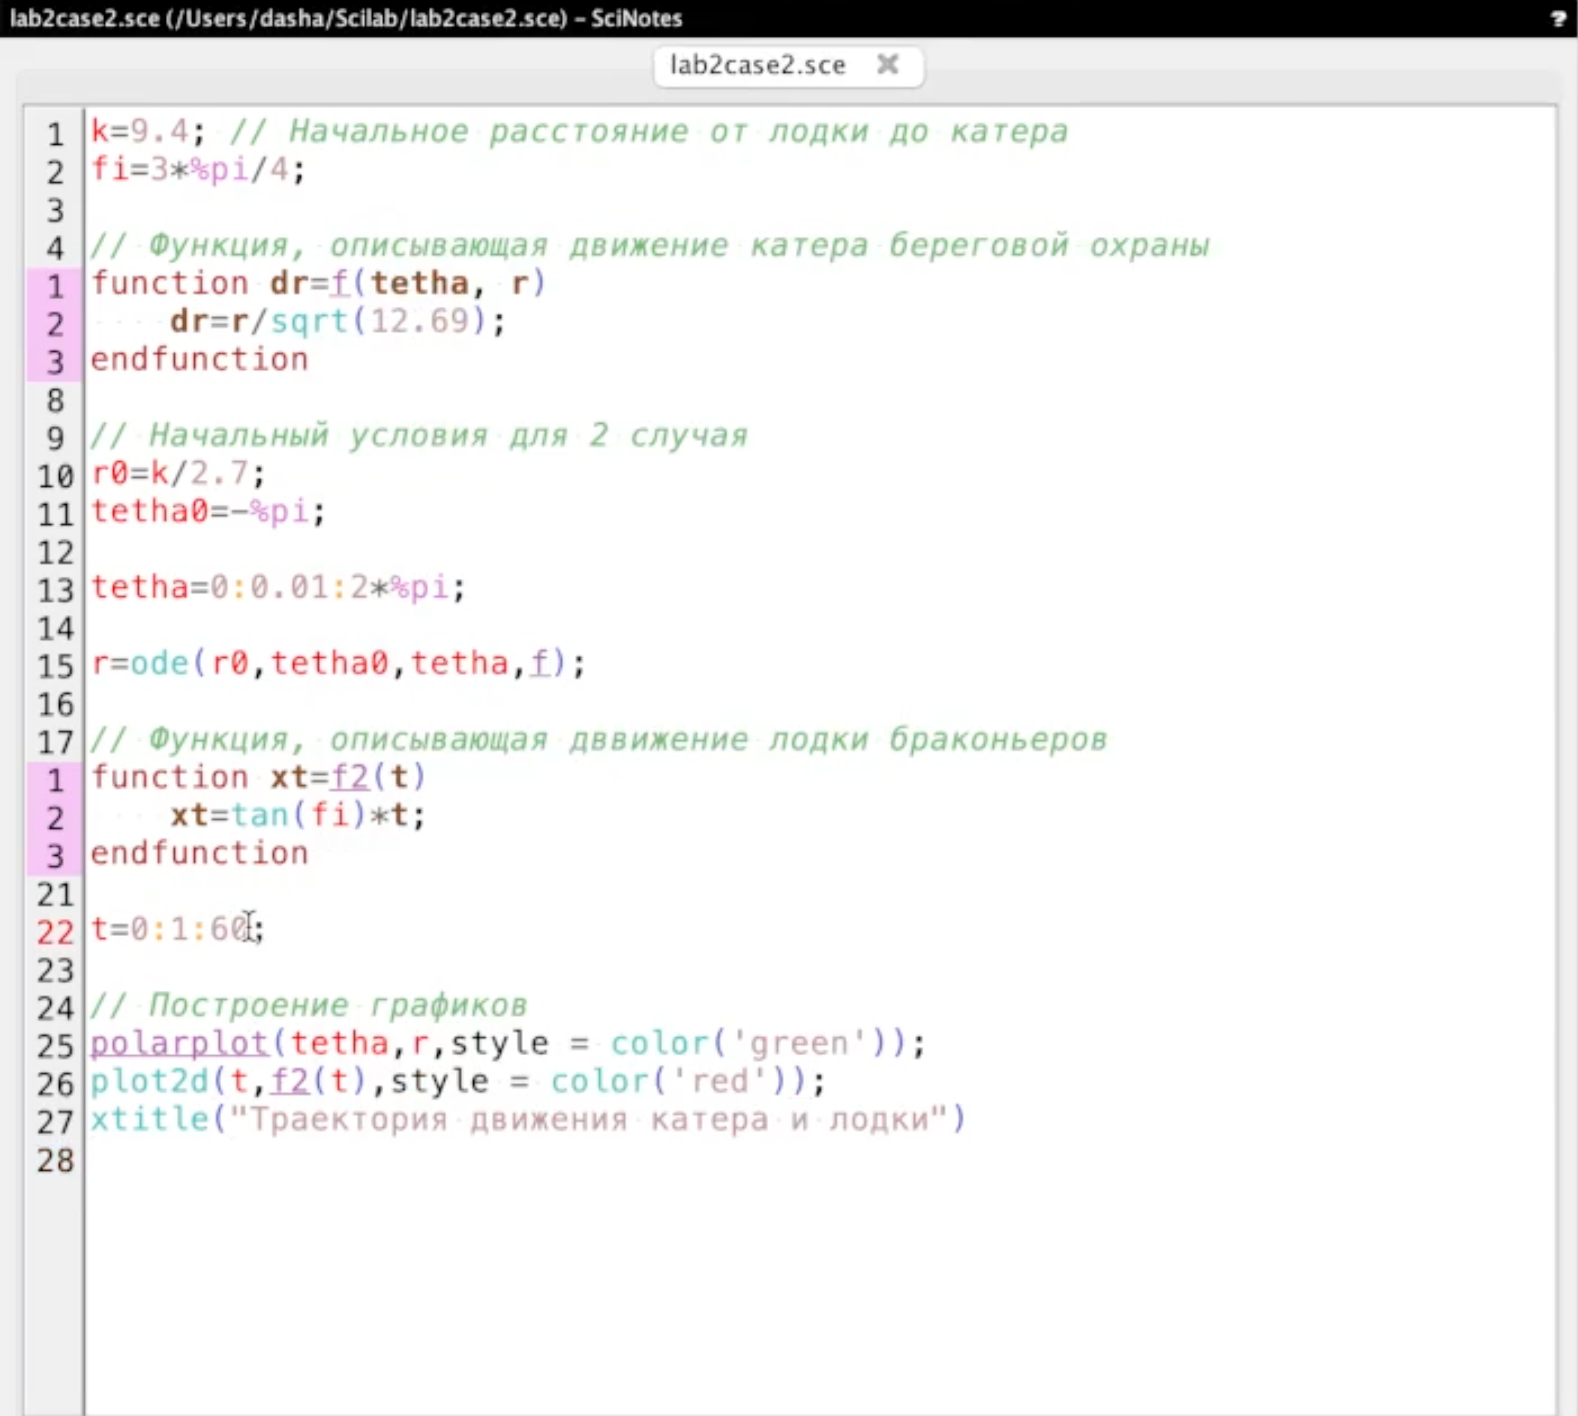 lab2case2.sce (/Users/dasha/Scilab/lab2case2.sce) – SciNotes ?
lab2case2.sce
1 k=9.4; // Начальное расстояние от лодки до катера
2 fi=3*%pi/4;
3
4 // Функция, описывающая движение катера береговой охраны
1 function dr=f(tetha, r)
2 dr=r/sqrt(12.69);
3 endfunction
8
9 // Начальный условия для 2 случая
10 r0=k/2.7;
11 tetha0=-%pi;
12
13 tetha=0:0.01:2*%pi;
14
15 r=ode(r0,tetha0,tetha,f);
16
17 // Функция, описывающая дввижение лодки браконьеров
1 function xt=f2(t)
2 xt=tan(fi)*t;
3 endfunction
21
22 t=0:1:60;
23
24 // Построение графиков
25 polarplot(tetha,r,style = color('green'));
26 plot2d(t,f2(t),style = color('red'));
27 xtitle("Траектория движения катера и лодки")
28